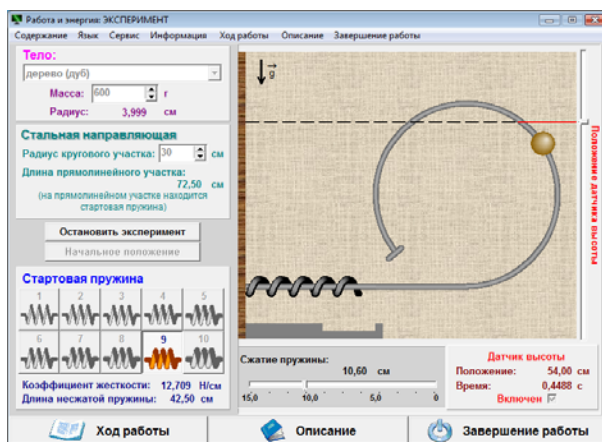 Работа и энергия: ЭКСПЕРИМЕНТ
Содержание Язык Сервис Информация Ход работы Описание Завершение работы
Тело:
дерево (дуб)
Масса: 600 г
Радиус: 3,999 см
Стальная направляющая
Радиус кругового участка: 30 см
Длина прямолинейного участка:
72,50 см
(на прямолинейном участке находится
стартовая пружина)
Остановить эксперимент
Начальное положение
Стартовая пружина
1 2 3 4 5
6 7 8 9 10
Коэффициент жесткости: 12,709 Н/см
Длина несжатой пружины: 42,50 см
g
Положение датчика высоты
Сжатие пружины:
10,60 см
15,0 10,0 5,0 0
Датчик высоты
Положение: 54,00 см
Время: 0,4488 с
Включен
Ход работы Описание Завершение работы